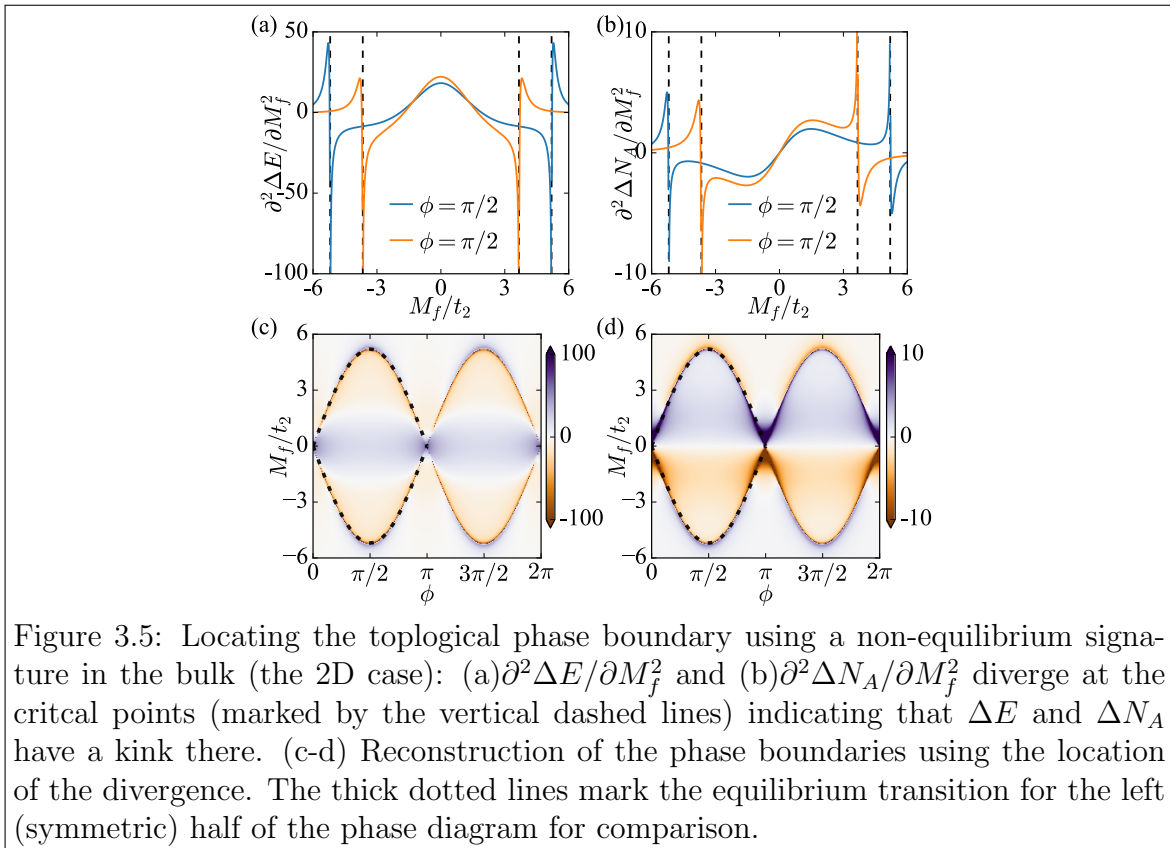 (a)
(b)
50
0
-50
-100
∂²ΔE/∂M_f²
-6 -3 0 3 6
M_f/t_2
ϕ = π/2
ϕ = π/2
10
0
-10
∂²ΔN_A/∂M_f²
-6 -3 0 3 6
M_f/t_2
ϕ = π/2
ϕ = π/2
(c)
(d)
6
3
0
-3
-6
M_f/t_2
0 π/2 π 3π/2 2π
ϕ
100
0
-100
6
3
0
-3
-6
M_f/t_2
0 π/2 π 3π/2 2π
ϕ
10
0
-10
Figure 3.5: Locating the toplogical phase boundary using a non-equilibrium signa-
ture in the bulk (the 2D case): (a)∂²ΔE/∂M_f² and (b)∂²ΔN_A/∂M_f² diverge at the
critcal points (marked by the vertical dashed lines) indicating that ΔE and ΔN_A
have a kink there. (c-d) Reconstruction of the phase boundaries using the location
of the divergence. The thick dotted lines mark the equilibrium transition for the left
(symmetric) half of the phase diagram for comparison.